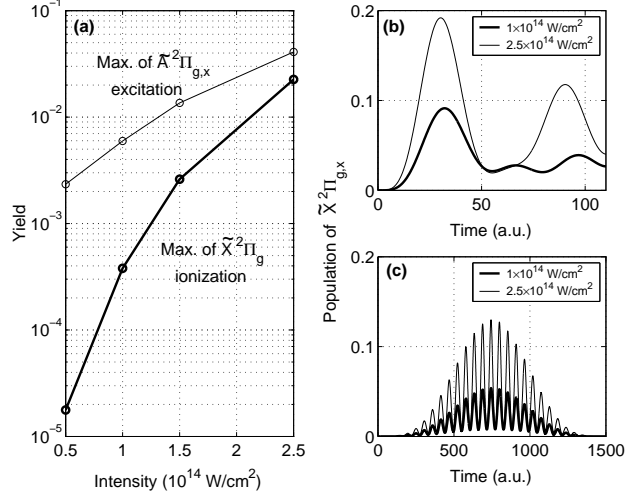 (a)
Max. of Ã ²Π_g,x
excitation
Max. of X̃ ²Π_g
ionization
Yield
10⁻¹
10⁻²
10⁻³
10⁻⁴
10⁻⁵
0.5 1 1.5 2 2.5
Intensity (10¹⁴ W/cm²)
Population of X̃ ²Π_g,x
(b)
1×10¹⁴ W/cm²
2.5×10¹⁴ W/cm²
0.2
0.1
0
0 50 100
Time (a.u.)
(c)
1×10¹⁴ W/cm²
2.5×10¹⁴ W/cm²
0.2
0.1
0
0 500 1000 1500
Time (a.u.)